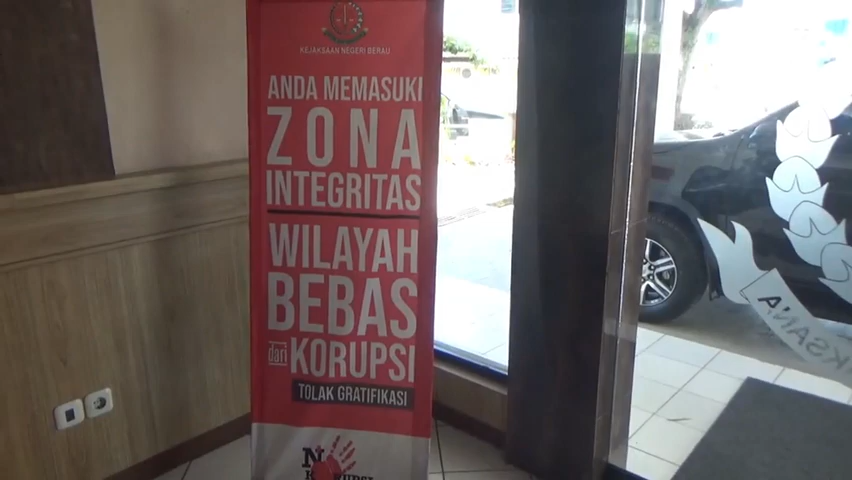 KEJAKSAAN NEGERI BERAU
ANDA MEMASUKI
ZONA
INTEGRITAS
WILAYAH
BEBAS
dari KORUPSI
TOLAK GRATIFIKASI